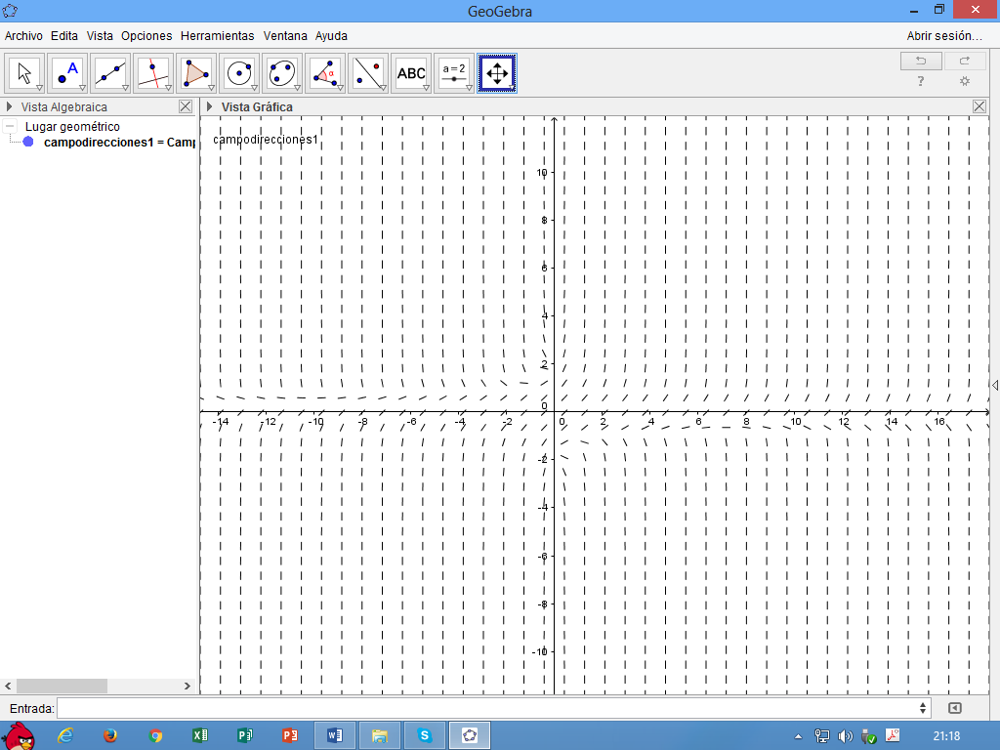 GeoGebra
Archivo Edita Vista Opciones Herramientas Ventana Ayuda
Abrir sesión...
A
α
ABC
a=2
?
Vista Algebraica
Vista Gráfica
Lugar geométrico
campodirecciones1 = Camp
campodirecciones1
10
8
6
4
2
0
-14 -12 -10 -8 -6 -4 -2 0 2 4 6 8 10 12 14 16
-2
-4
-6
-8
-10
Entrada:
21:18